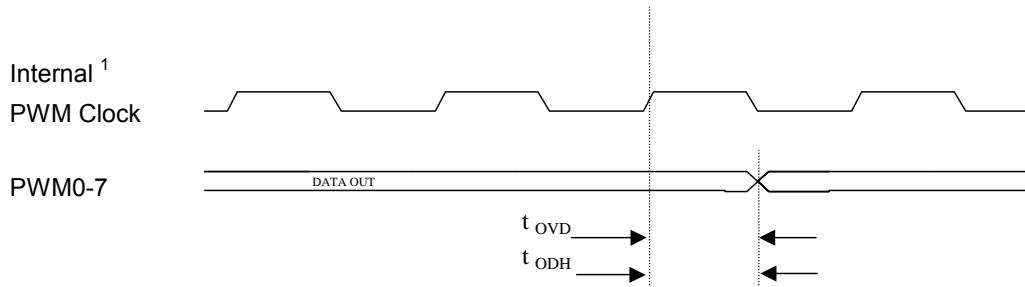 Internal 1
PWM Clock
PWM0-7
DATA OUT
t OVD
t ODH